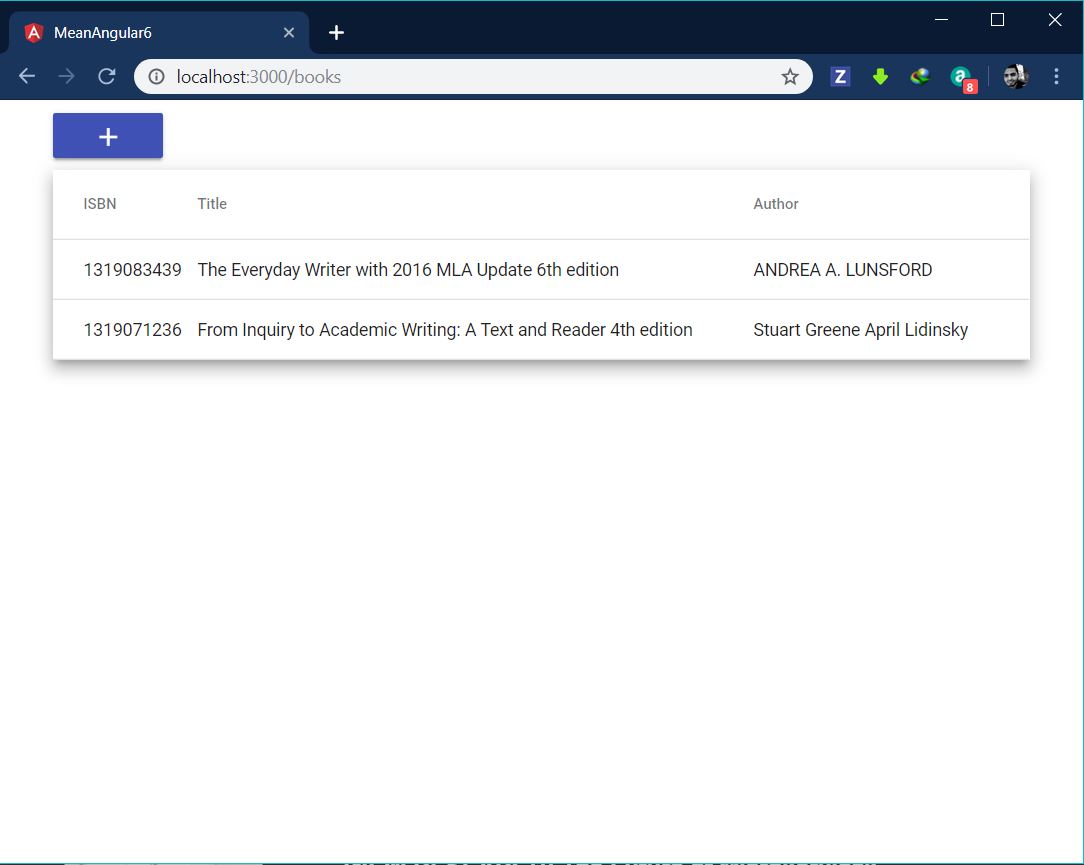 MeanAngular6
localhost:3000/books
Z
a
8
ISBN Title Author
1319083439 The Everyday Writer with 2016 MLA Update 6th edition ANDREA A. LUNSFORD
1319071236 From Inquiry to Academic Writing: A Text and Reader 4th edition Stuart Greene April Lidinsky